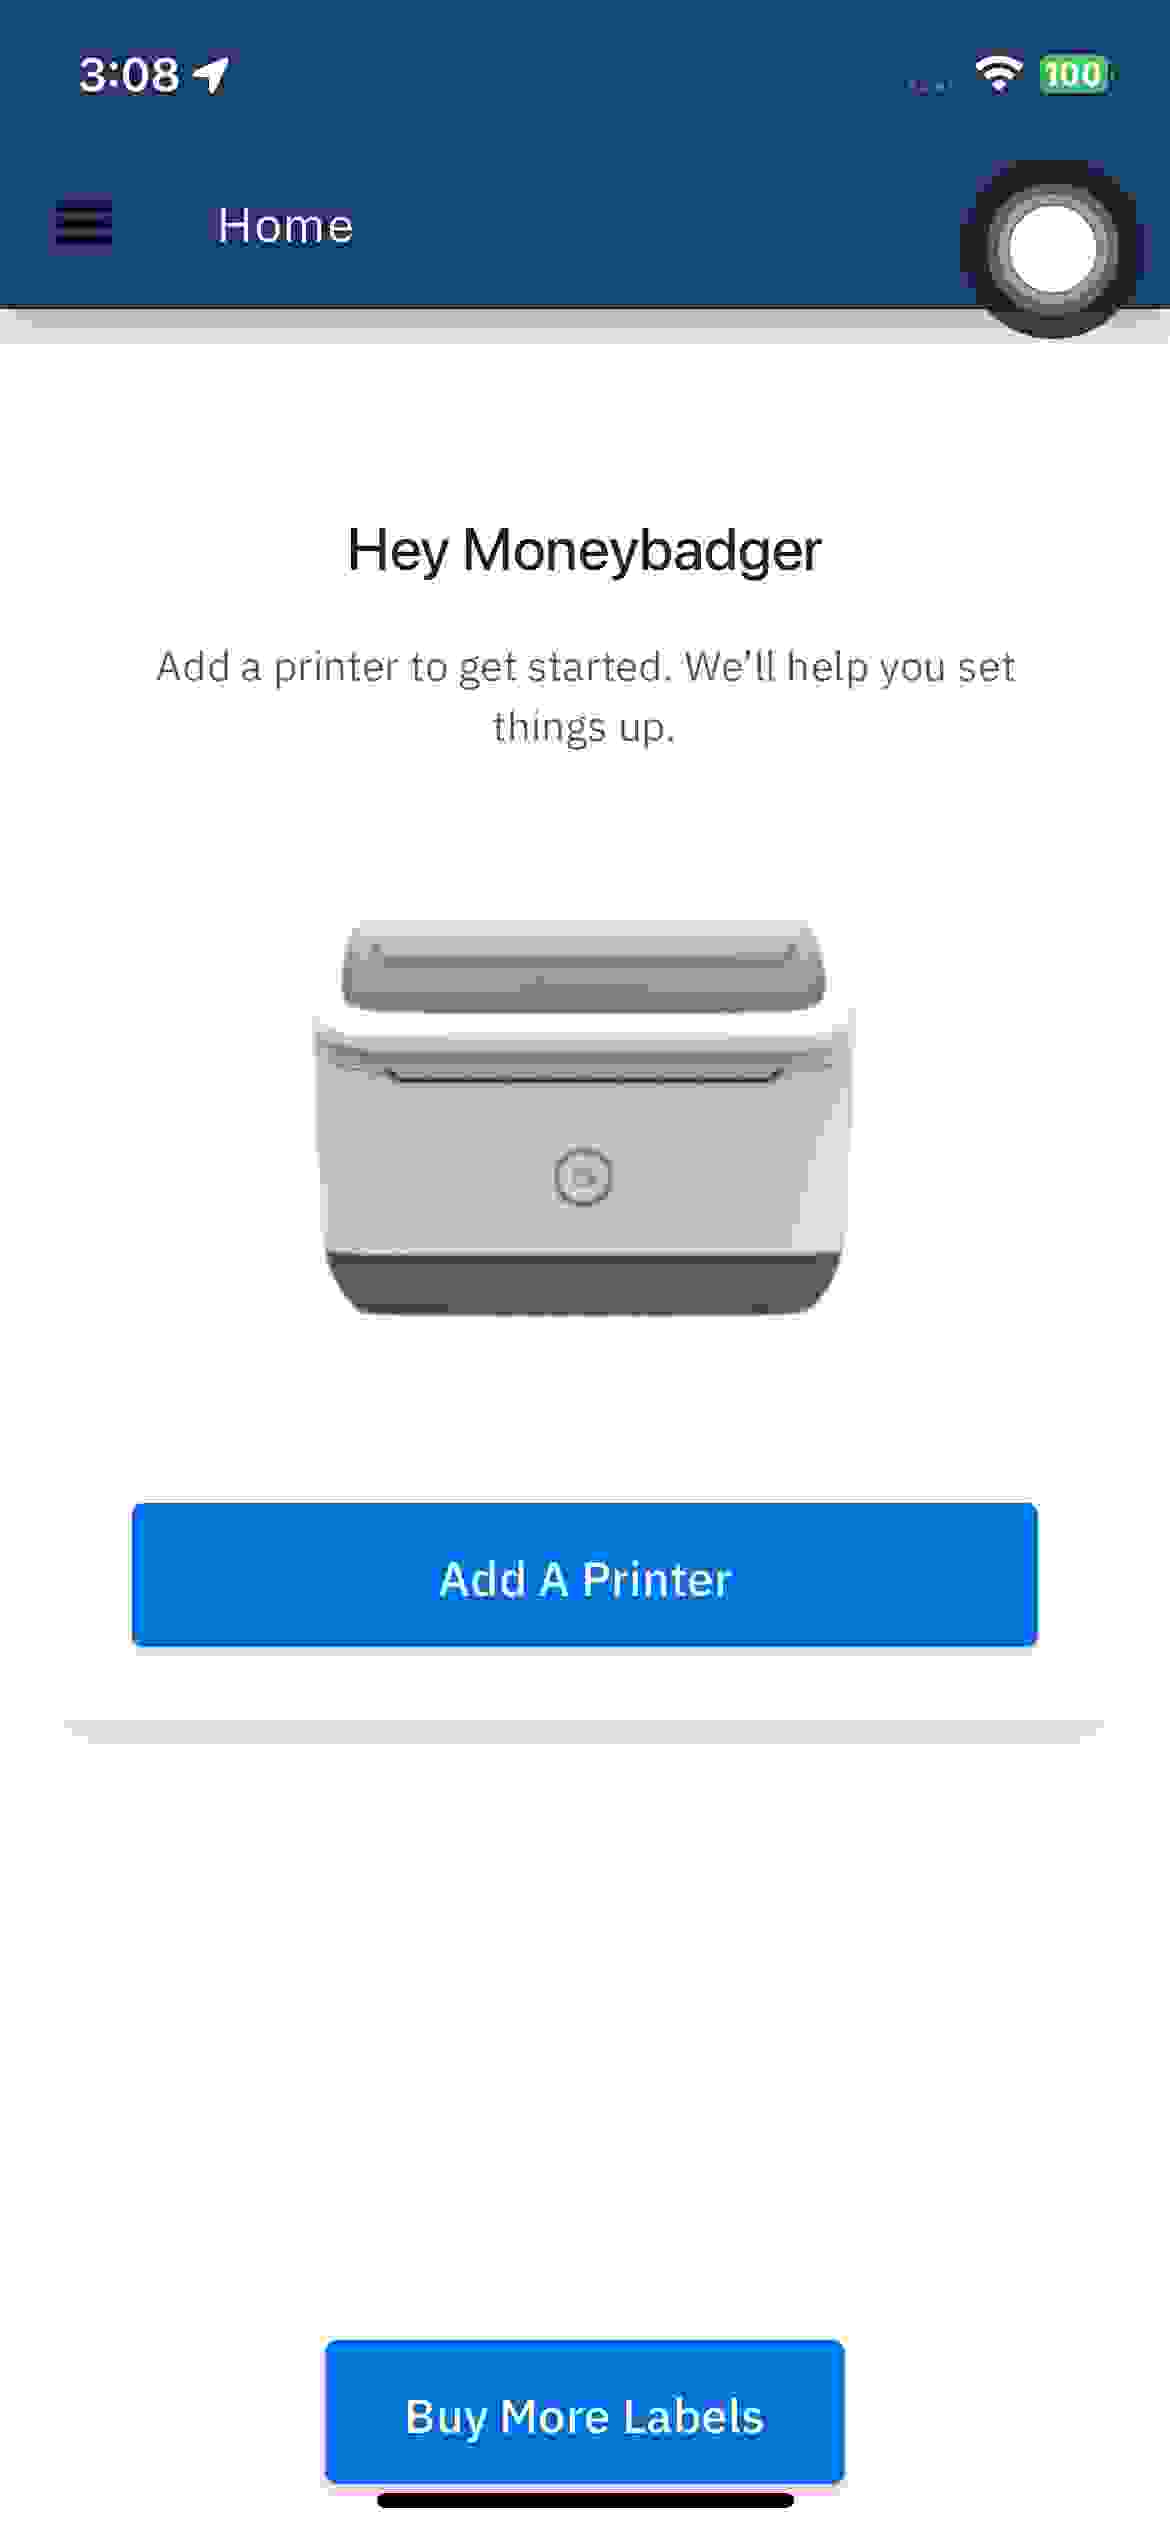 3:08
100
Home
Hey Moneybadger
Add a printer to get started. We'll help you set
things up.
Add A Printer
Buy More Labels